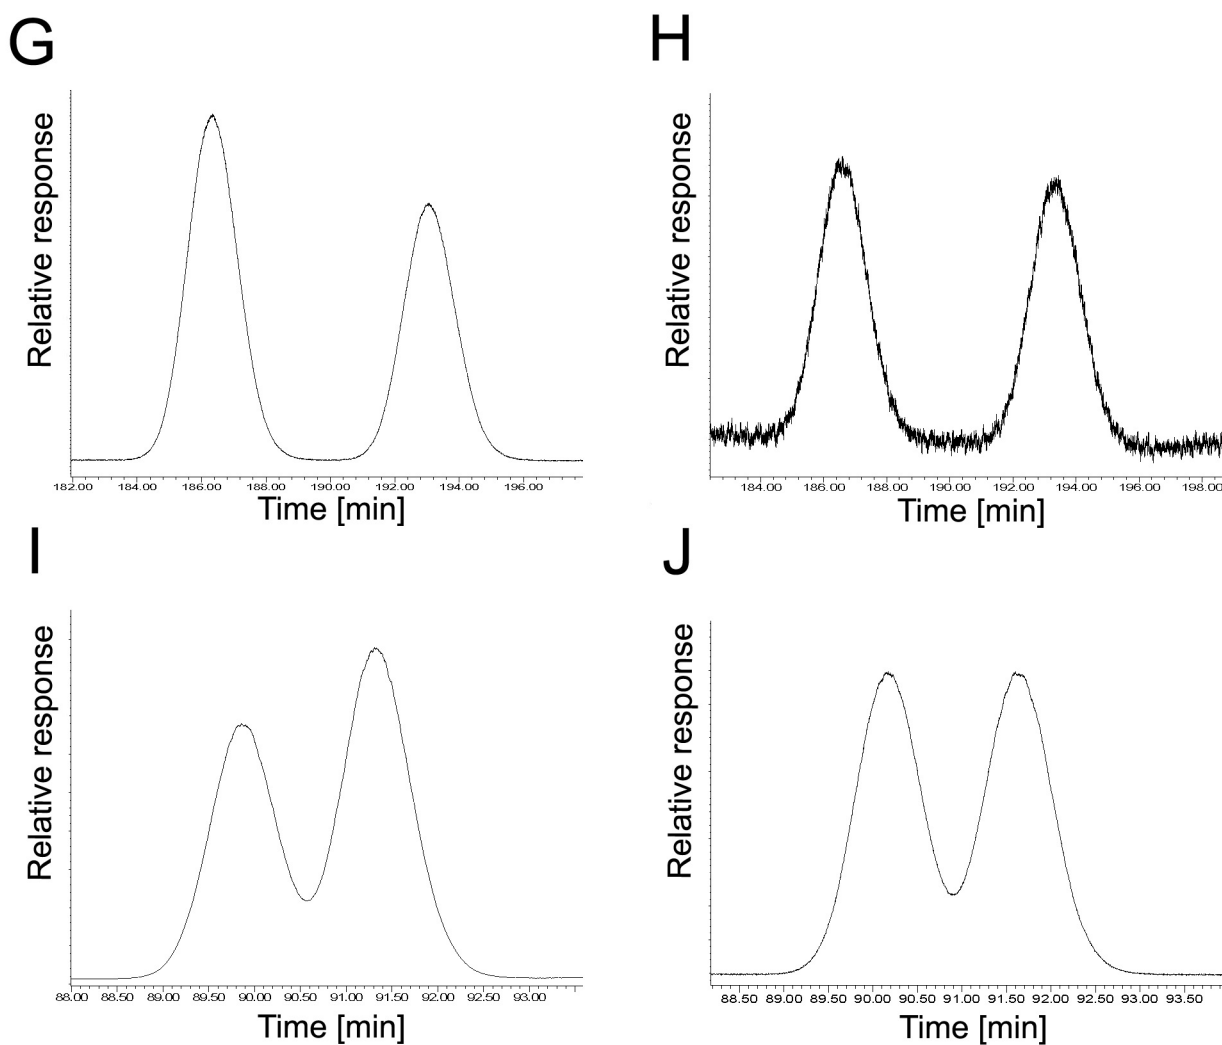 G
H
Relative response
Relative response
182.00 184.00 186.00 188.00 190.00 192.00 194.00 196.00
184.00 186.00 188.00 190.00 192.00 194.00 196.00 198.00
Time [min]
Time [min]
I
J
Relative response
Relative response
88.00 88.50 89.00 89.50 90.00 90.50 91.00 91.50 92.00 92.50 93.00
88.50 89.00 89.50 90.00 90.50 91.00 91.50 92.00 92.50 93.00 93.50
Time [min]
Time [min]